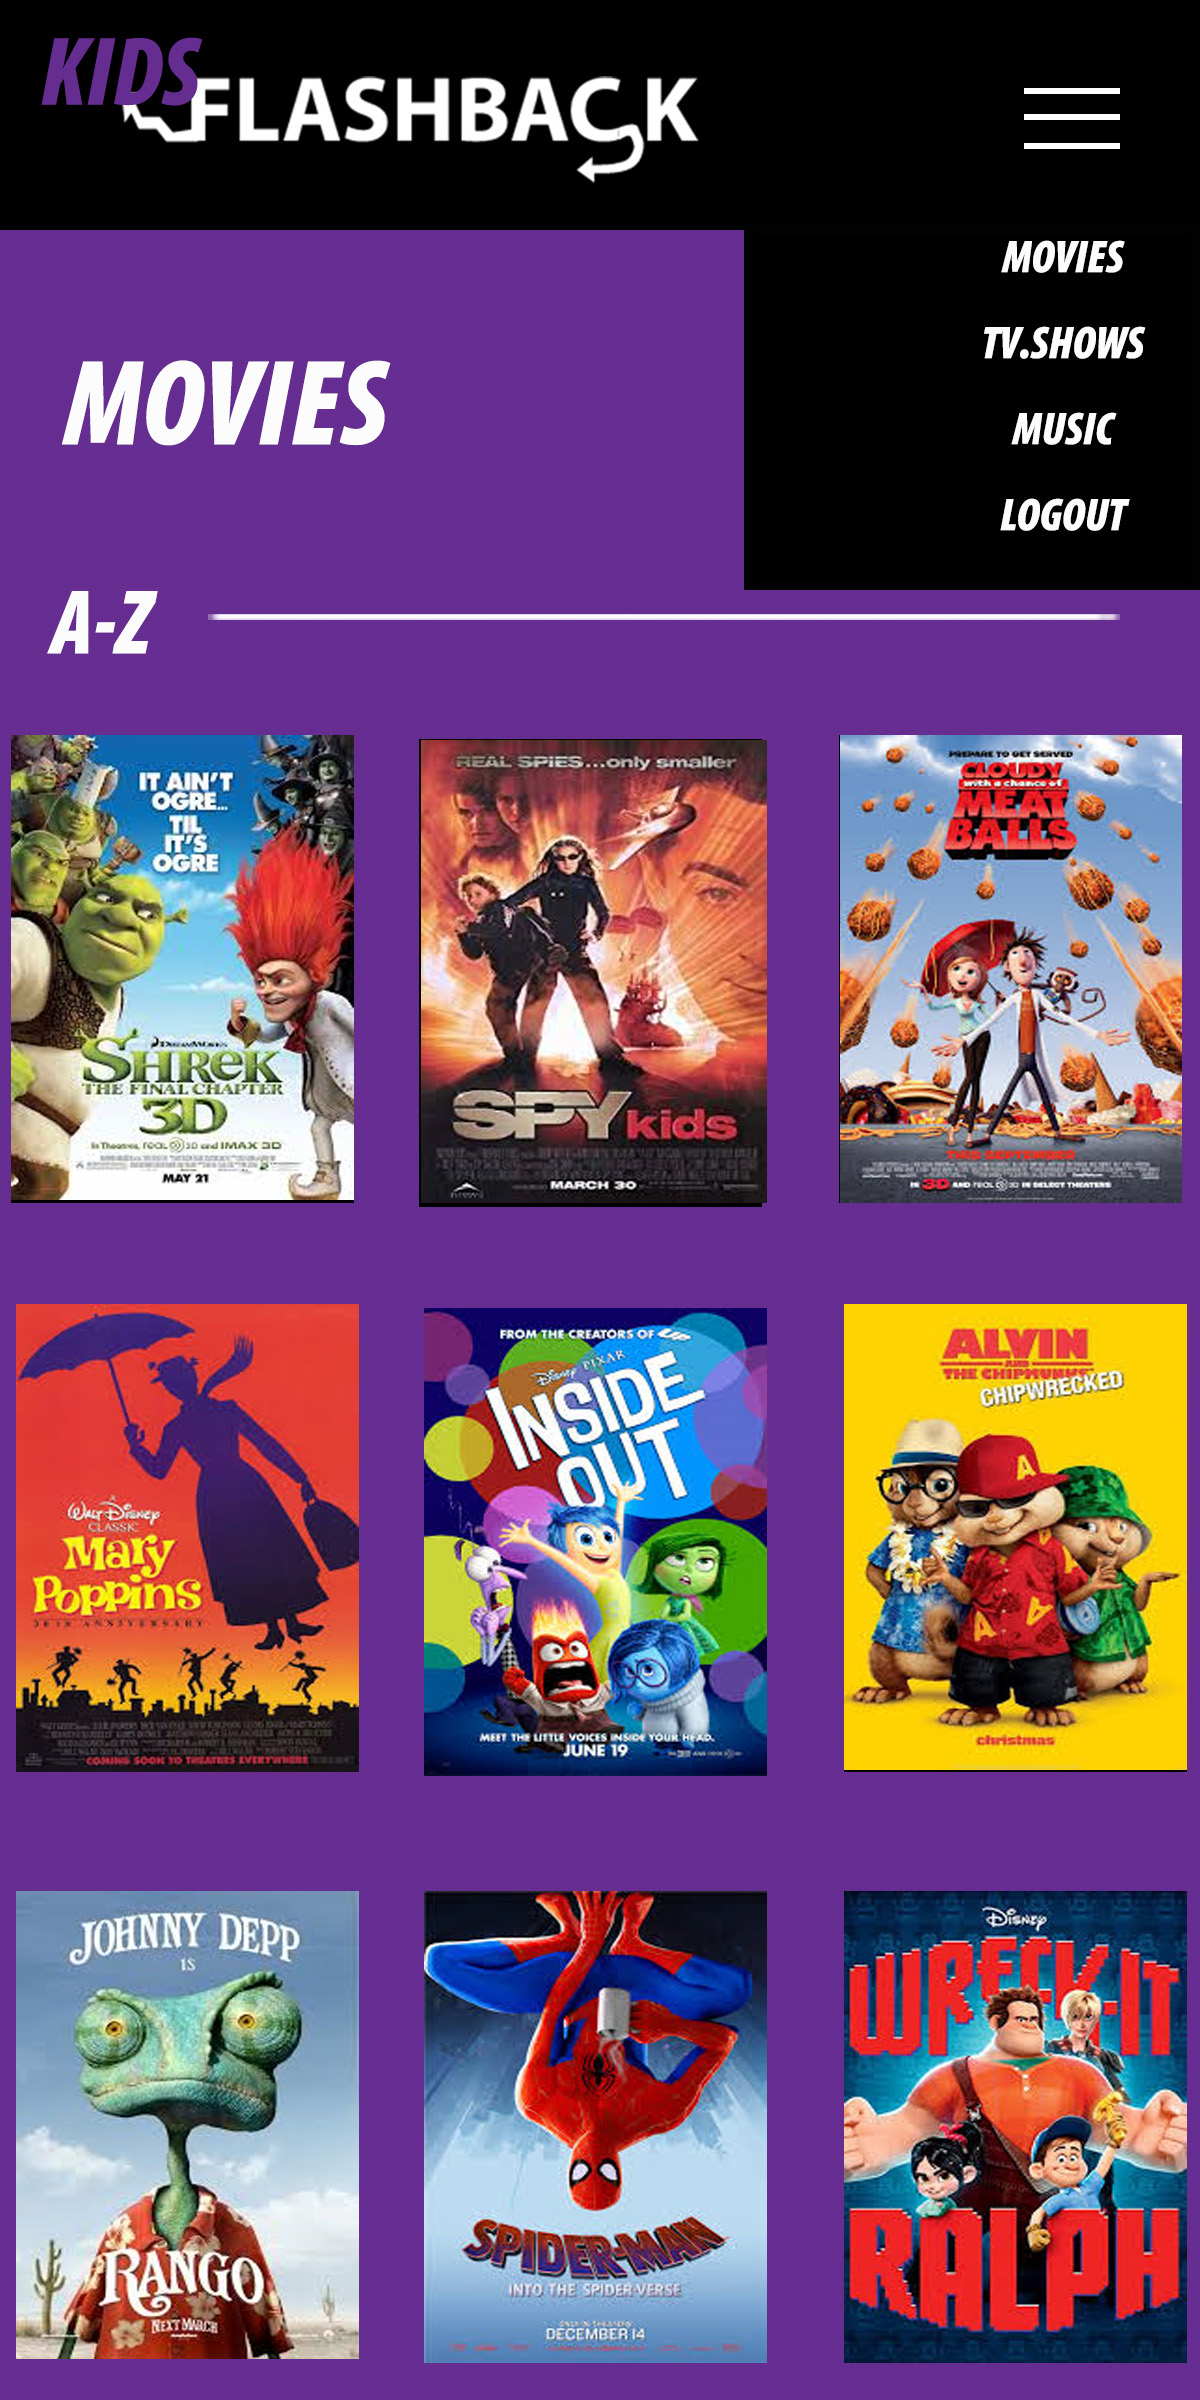 KIDS
FLASHBACK
MOVIES
TV.SHOWS
MUSIC
LOGOUT
MOVIES
A-Z
IT AIN'T
OGRE...
TIL
IT'S
OGRE
DREAMWORKS
SHREK
THE FINAL CHAPTER
3D
In Theatres, REAL D 3D and IMAX 3D
MAY 21
REAL SPIES...only smaller
SPY kids
MARCH 30
PREPARE TO GET SERVED
CLOUDY
with a chance of
MEAT
BALLS
THIS SEPTEMBER
IN 3D AND REAL D 3D IN SELECT THEATERS
A
WALT DISNEY
CLASSIC
Mary
Poppins
30TH ANNIVERSARY
COMING SOON TO THEATRES EVERYWHERE
FROM THE CREATORS OF UP
Disney PIXAR
INSIDE
OUT
MEET THE LITTLE VOICES INSIDE YOUR HEAD.
JUNE 19
ALVIN
AND
THE CHIPMUNKS
CHIPWRECKED
A
A
A
christmas
JOHNNY DEPP
IS
RANGO
NEXT MARCH
SPIDER-MAN
INTO THE SPIDER-VERSE
ONLY IN THEATERS
DECEMBER 14
Disney
WRECK-IT
RALPH